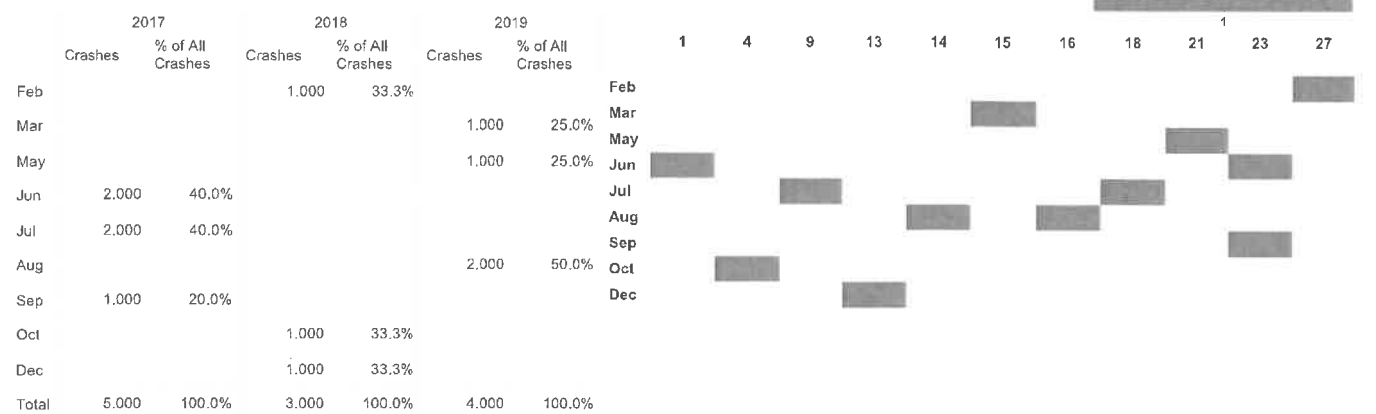 2017 2018 2019
Crashes % of All Crashes Crashes % of All Crashes Crashes % of All Crashes
Feb 1.000 33.3%
Mar 1.000 25.0%
May 1.000 25.0%
Jun 2.000 40.0%
Jul 2.000 40.0%
Aug 2.000 50.0%
Sep 1.000 20.0%
Oct 1.000 33.3%
Dec 1.000 33.3%
Total 5.000 100.0% 3.000 100.0% 4.000 100.0%
1
1 4 9 13 14 15 16 18 21 23 27
Feb
Mar
May
Jun
Jul
Aug
Sep
Oct
Dec